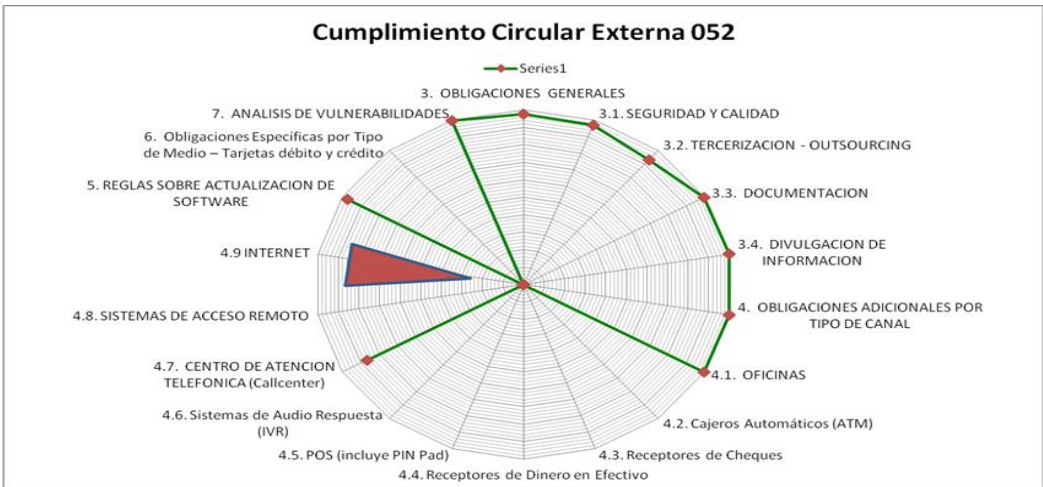 Cumplimiento Circular Externa 052
Series1
3. OBLIGACIONES GENERALES
3.1. SEGURIDAD Y CALIDAD
3.2. TERCERIZACION - OUTSOURCING
3.3. DOCUMENTACION
3.4. DIVULGACION DE
INFORMACION
4. OBLIGACIONES ADICIONALES POR
TIPO DE CANAL
4.1. OFICINAS
4.2. Cajeros Automáticos (ATM)
4.3. Receptores de Cheques
4.4. Receptores de Dinero en Efectivo
4.5. POS (incluye PIN Pad)
4.6. Sistemas de Audio Respuesta
(IVR)
4.7. CENTRO DE ATENCION
TELEFONICA (Callcenter)
4.8. SISTEMAS DE ACCESO REMOTO
4.9 INTERNET
5. REGLAS SOBRE ACTUALIZACION DE
SOFTWARE
6. Obligaciones Específicas por Tipo
de Medio – Tarjetas débito y crédito
7. ANALISIS DE VULNERABILIDADES